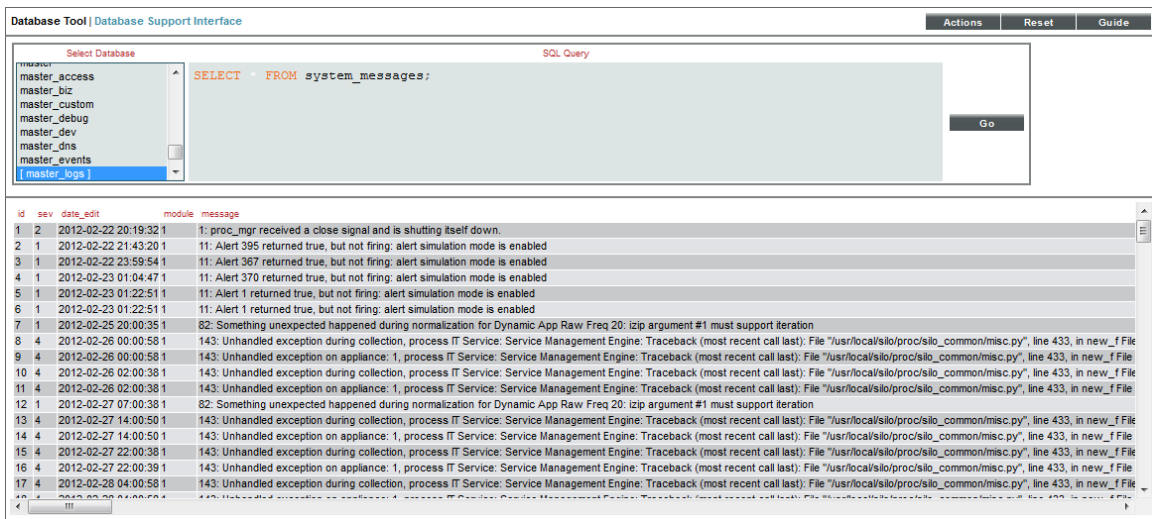 Database Tool | Database Support Interface
Actions Reset Guide
Select Database SQL Query
master
master_access
master_biz
master_custom
master_debug
master_dev
master_dns
master_events
[ master_logs ]
SELECT * FROM system_messages;
Go
id sev date_edit module message
1 2 2012-02-22 20:19:32 1 1: proc_mgr received a close signal and is shutting itself down.
2 1 2012-02-22 21:43:20 1 11: Alert 395 returned true, but not firing: alert simulation mode is enabled
3 1 2012-02-22 23:59:54 1 11: Alert 367 returned true, but not firing: alert simulation mode is enabled
4 1 2012-02-23 01:04:47 1 11: Alert 370 returned true, but not firing: alert simulation mode is enabled
5 1 2012-02-23 01:22:51 1 11: Alert 1 returned true, but not firing: alert simulation mode is enabled
6 1 2012-02-23 01:22:51 1 11: Alert 1 returned true, but not firing: alert simulation mode is enabled
7 1 2012-02-25 20:00:35 1 82: Something unexpected happened during normalization for Dynamic App Raw Freq 20: izip argument #1 must support iteration
8 4 2012-02-26 00:00:58 1 143: Unhandled exception during collection, process IT Service: Service Management Engine: Traceback (most recent call last): File "/usr/local/silo/proc/silo_common/misc.py", line 433, in new_f File
9 4 2012-02-26 00:00:58 1 143: Unhandled exception on appliance: 1, process IT Service: Service Management Engine: Traceback (most recent call last): File "/usr/local/silo/proc/silo_common/misc.py", line 433, in new_f File
10 4 2012-02-26 02:00:38 1 143: Unhandled exception during collection, process IT Service: Service Management Engine: Traceback (most recent call last): File "/usr/local/silo/proc/silo_common/misc.py", line 433, in new_f File
11 4 2012-02-26 02:00:38 1 143: Unhandled exception on appliance: 1, process IT Service: Service Management Engine: Traceback (most recent call last): File "/usr/local/silo/proc/silo_common/misc.py", line 433, in new_f File
12 1 2012-02-27 07:00:38 1 82: Something unexpected happened during normalization for Dynamic App Raw Freq 20: izip argument #1 must support iteration
13 4 2012-02-27 14:00:50 1 143: Unhandled exception during collection, process IT Service: Service Management Engine: Traceback (most recent call last): File "/usr/local/silo/proc/silo_common/misc.py", line 433, in new_f File
14 4 2012-02-27 14:00:50 1 143: Unhandled exception on appliance: 1, process IT Service: Service Management Engine: Traceback (most recent call last): File "/usr/local/silo/proc/silo_common/misc.py", line 433, in new_f File
15 4 2012-02-27 22:00:38 1 143: Unhandled exception during collection, process IT Service: Service Management Engine: Traceback (most recent call last): File "/usr/local/silo/proc/silo_common/misc.py", line 433, in new_f File
16 4 2012-02-27 22:00:39 1 143: Unhandled exception on appliance: 1, process IT Service: Service Management Engine: Traceback (most recent call last): File "/usr/local/silo/proc/silo_common/misc.py", line 433, in new_f File
17 4 2012-02-28 04:00:58 1 143: Unhandled exception during collection, process IT Service: Service Management Engine: Traceback (most recent call last): File "/usr/local/silo/proc/silo_common/misc.py", line 433, in new_f File